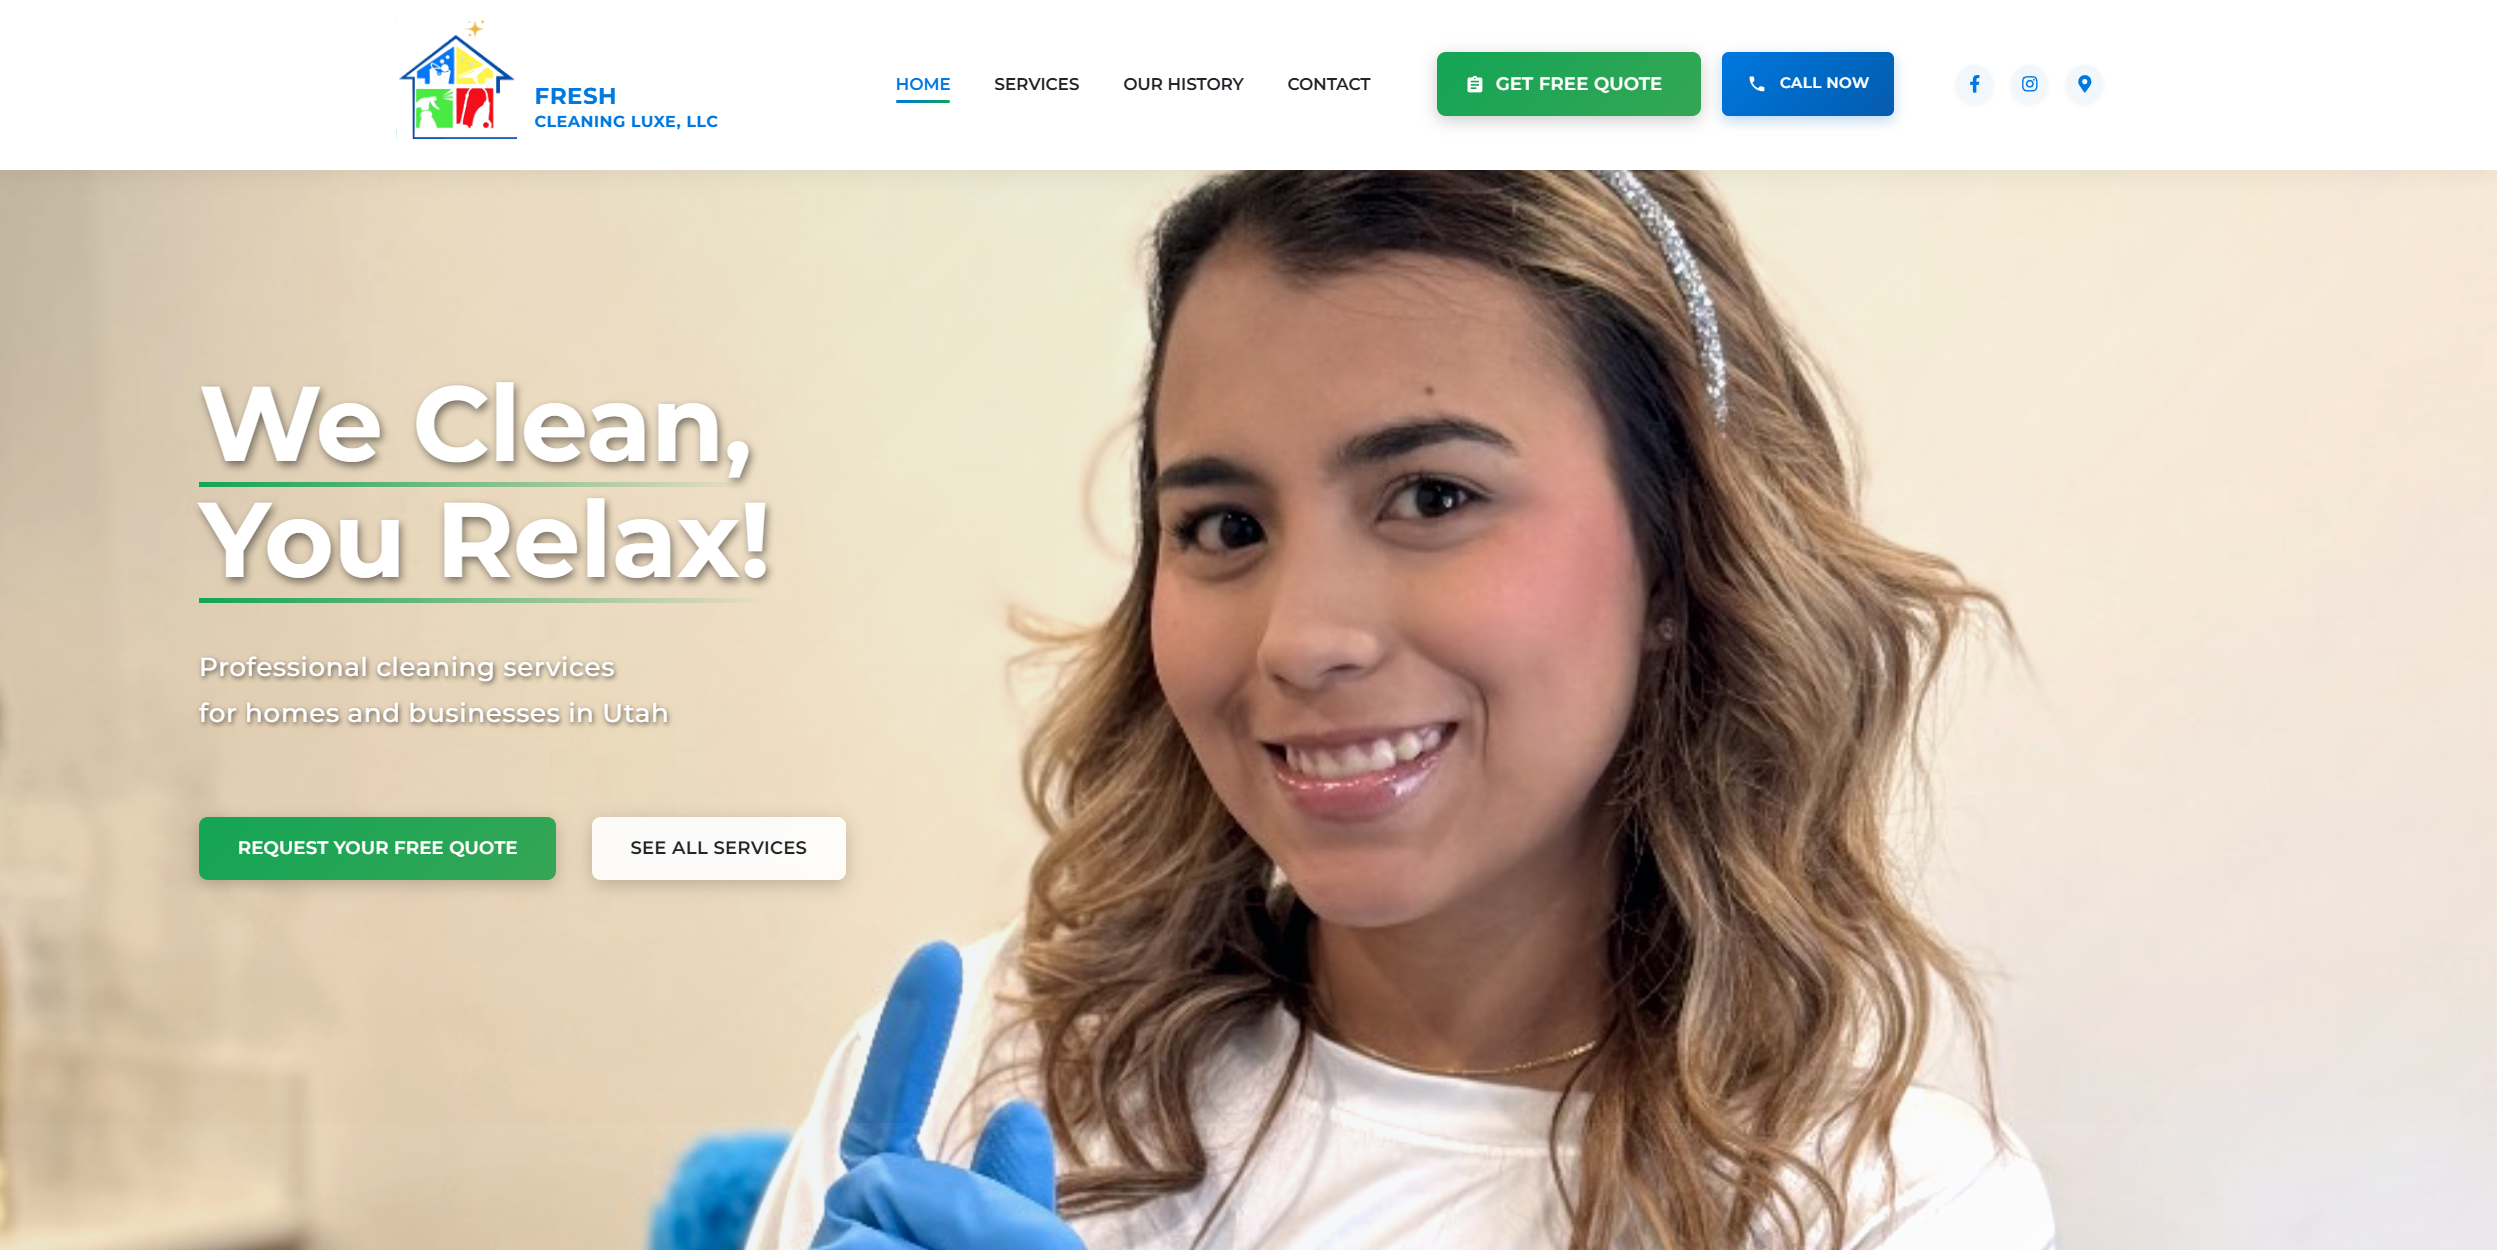 FRESH
CLEANING LUXE, LLC
HOME
SERVICES
OUR HISTORY
CONTACT
GET FREE QUOTE
CALL NOW
We Clean,
You Relax!
Professional cleaning services
for homes and businesses in Utah
REQUEST YOUR FREE QUOTE
SEE ALL SERVICES